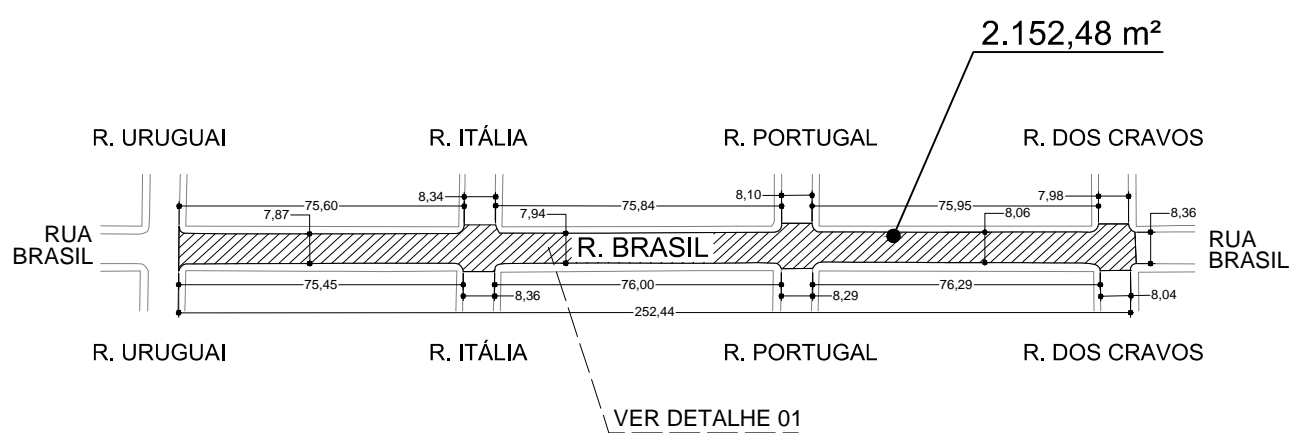 2.152,48 m²
R. URUGUAI
R. ITÁLIA
R. PORTUGAL
R. DOS CRAVOS
8,34
8,10
7,98
75,60
75,84
75,95
7,87
7,94
8,06
8,36
RUA
BRASIL
R. BRASIL
RUA
BRASIL
75,45
76,00
76,29
8,36
8,29
8,04
252,44
R. URUGUAI
R. ITÁLIA
R. PORTUGAL
R. DOS CRAVOS
VER DETALHE 01